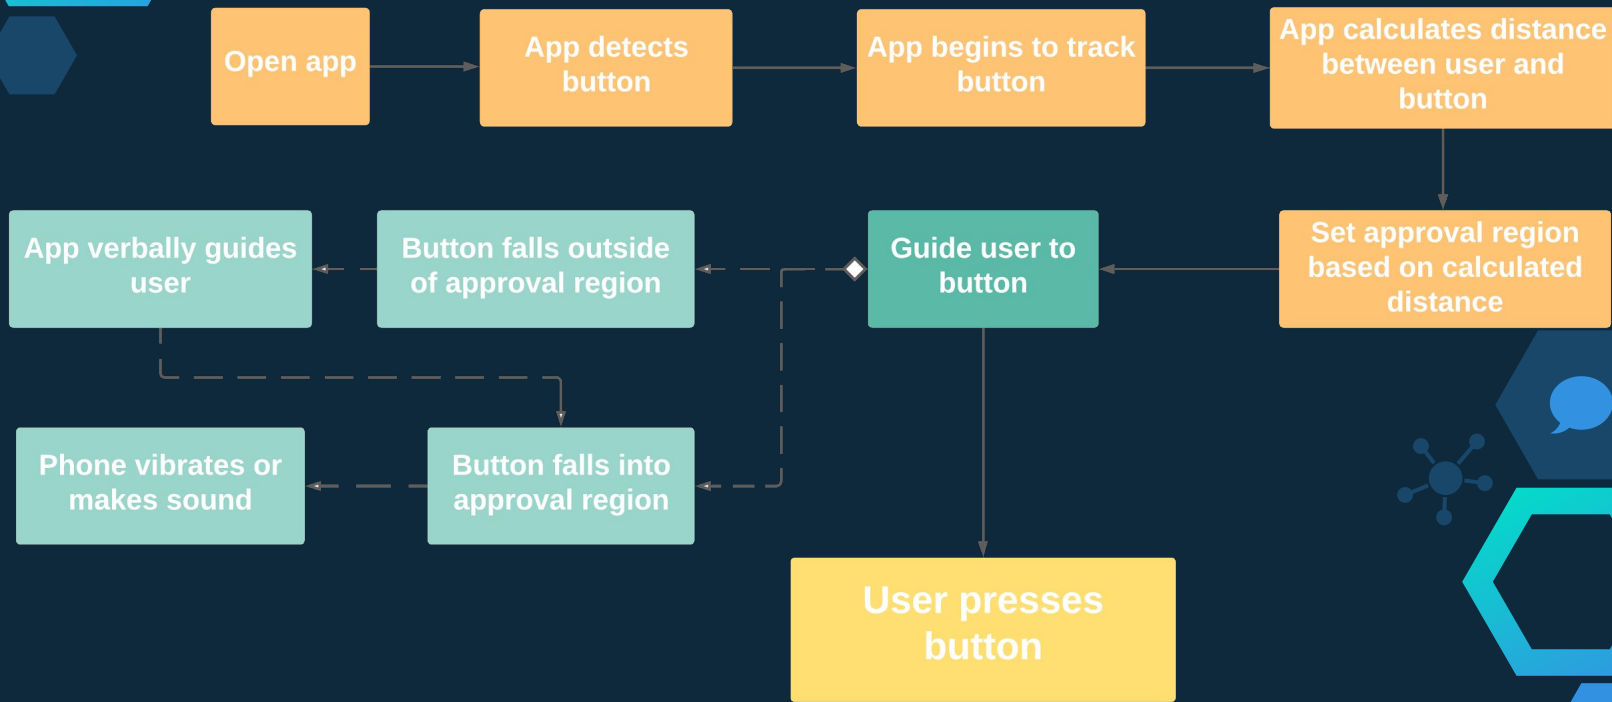 Open app
App detects
button
App begins to track
button
App calculates distance
between user and
button
App verbally guides
user
Button falls outside
of approval region
Guide user to
button
Set approval region
based on calculated
distance
Phone vibrates or
makes sound
Button falls into
approval region
User presses
button